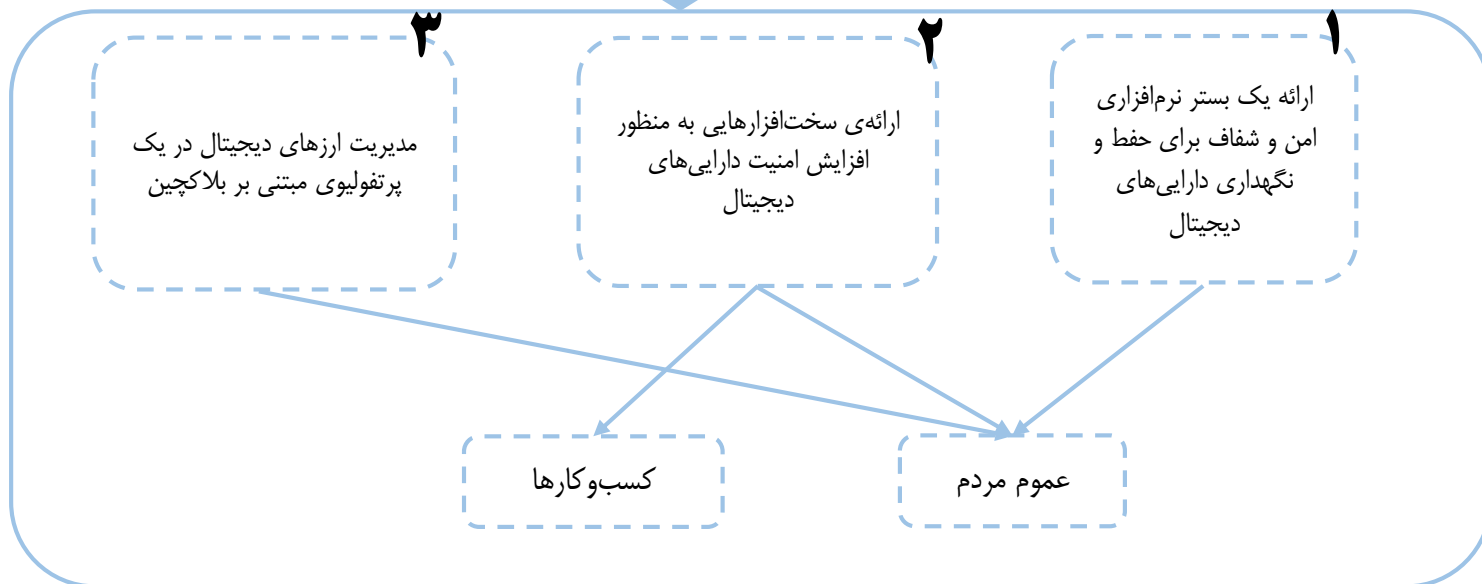 ۱
ارائه یک بستر نرم‌افزاری
امن و شفاف برای حفظ و
نگهداری دارایی‌های
دیجیتال
۲
ارائه‌ی سخت‌افزارهایی به منظور
افزایش امنیت دارایی‌های
دیجیتال
۳
مدیریت ارزهای دیجیتال در یک
پرتفولیوی مبتنی بر بلاکچین
عموم مردم
کسب‌وکارها